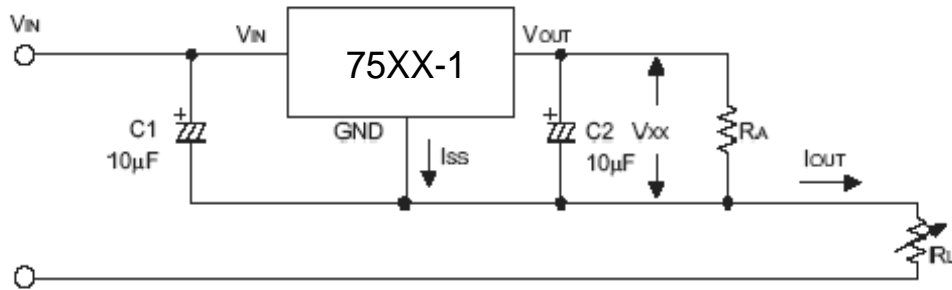 VIN
VIN
75XX-1
VOUT
C1
10µF
GND
ISS
C2
10µF
VXX
RA
IOUT
RL